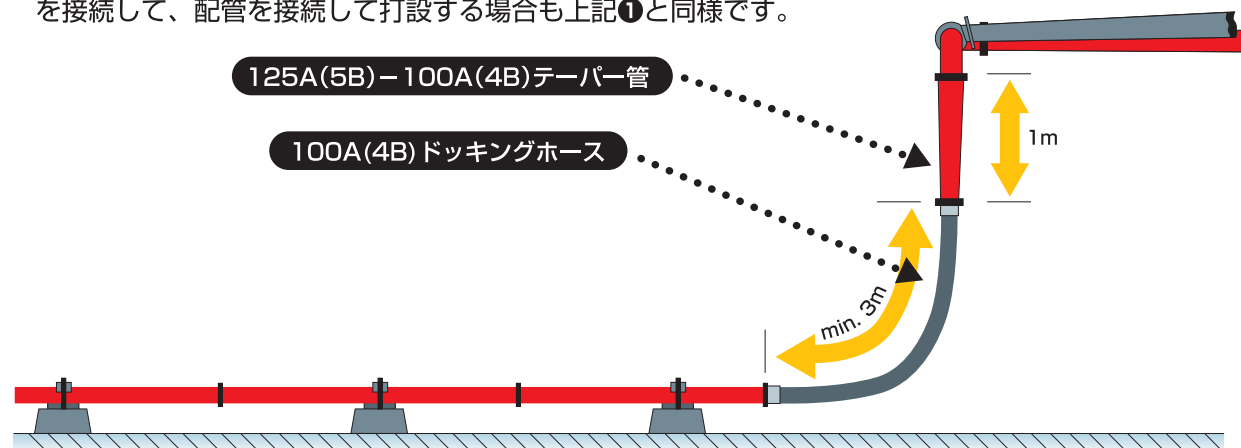 を接続して、配管を接続して打設する場合も上記❶と同様です。
125A(5B)−100A(4B)テーパー管
1m
100A(4B)ドッキングホース
min. 3m